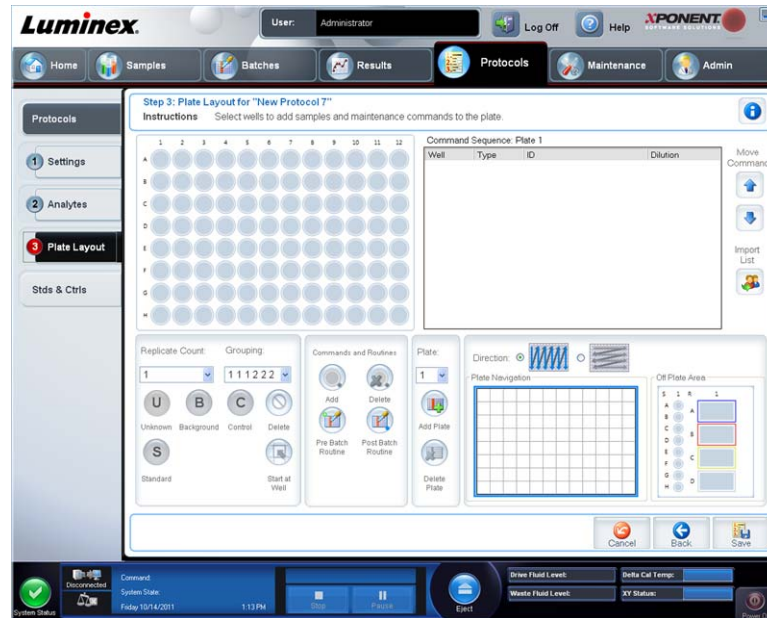 Luminex.
User: Administrator
Log Off
Help
XPONENT
SOFTWARE SOLUTIONS
Home
Samples
Batches
Results
Protocols
Maintenance
Admin
Protocols
1 Settings
2 Analytes
3 Plate Layout
Stds & Ctrls
Step 3: Plate Layout for "New Protocol 7"
Instructions Select wells to add samples and maintenance commands to the plate.
1 2 3 4 5 6 7 8 9 10 11 12
A
B
C
D
E
F
G
H
Command Sequence: Plate 1
Well Type ID Dilution
Move
Command
Import
List
Replicate Count: Grouping:
1 1 1 1 2 2 2
U B C
Unknown Background Control Delete
S
Standard Start at
Well
Commands and Routines
Add Delete
Pre Batch
Routine
Post Batch
Routine
Plate:
1
Add Plate
Delete
Plate
Direction:
Plate Navigation
Off Plate Area
S 1 R 1
A
B
C
D
E
F
G
H
A
B
C
D
Cancel
Back
Save
System Status
Disconnected
Command:
System State:
Friday 10/14/2011 1:13 PM
Stop
Pause
Eject
Drive Fluid Level:
Waste Fluid Level:
Delta Cal Temp:
XY Status: